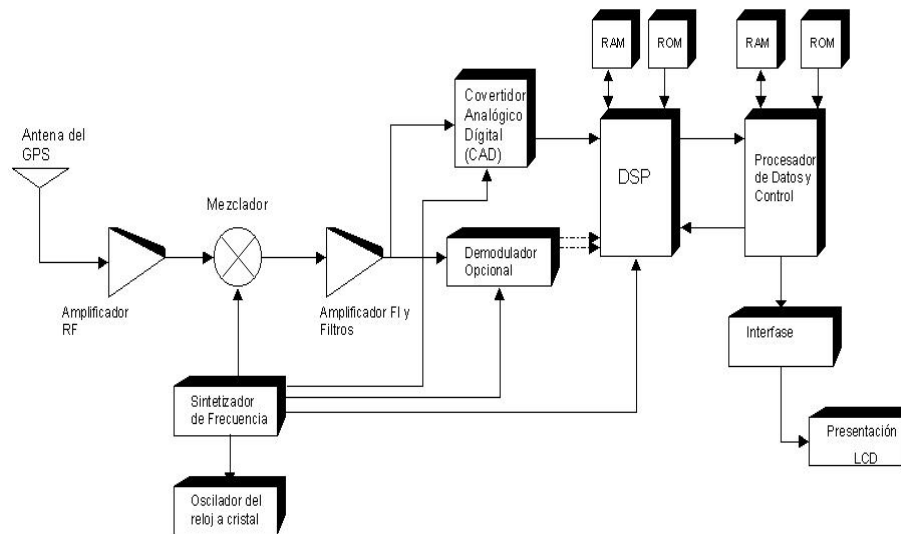 RAM
ROM
RAM
ROM
Covertidor
Analógico
Dígital
(CAD)
Antena del
GPS
DSP
Procesador
de Datos y
Control
Mezclador
Demodulador
Opcional
Amplificador
RF
Amplificador FI y
Filtros
Interfase
Sintetizador
de Frecuencia
Presentación
LCD
Oscilador del
reloj a cristal